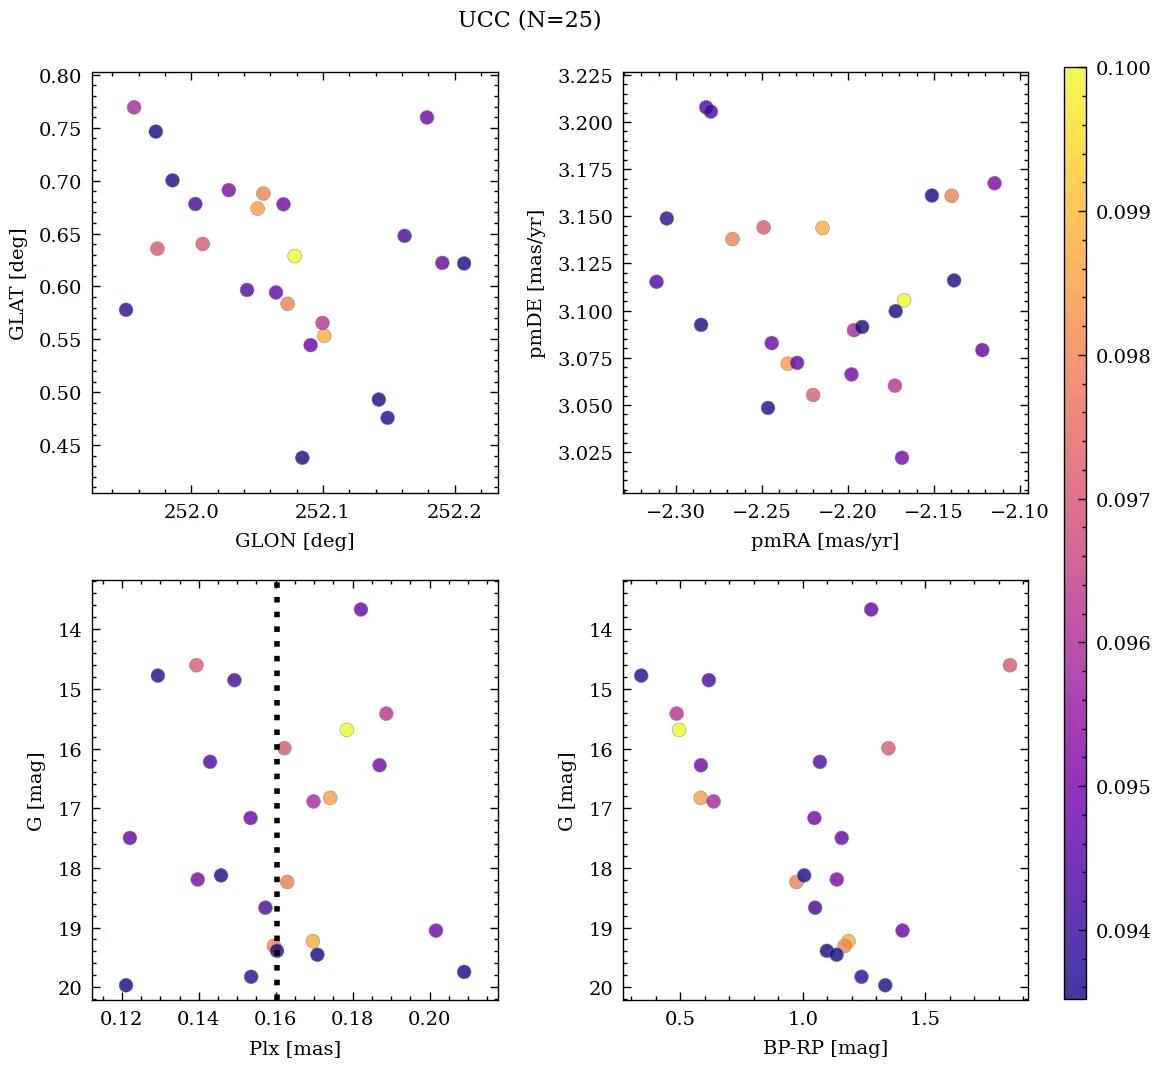 UCC (N=25)
0.80
0.75
0.70
0.65
0.60
0.55
0.50
0.45
GLAT [deg]
252.0 252.1 252.2
GLON [deg]
3.225
3.200
3.175
3.150
3.125
3.100
3.075
3.050
3.025
pmDE [mas/yr]
−2.30 −2.25 −2.20 −2.15 −2.10
pmRA [mas/yr]
14
15
16
17
18
19
20
G [mag]
0.12 0.14 0.16 0.18 0.20
Plx [mas]
14
15
16
17
18
19
20
G [mag]
0.5 1.0 1.5
BP-RP [mag]
0.100
0.099
0.098
0.097
0.096
0.095
0.094